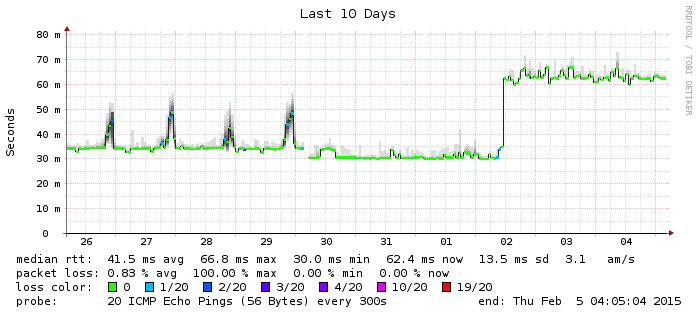 Last 10 Days
RRDTOOL / TOBI OETIKER
Seconds
80 m
70 m
60 m
50 m
40 m
30 m
20 m
10 m
0
26 27 28 29 30 31 01 02 03 04
median rtt: 41.5 ms avg 66.8 ms max 30.0 ms min 62.4 ms now 13.5 ms sd 3.1 am/s
packet loss: 0.83 % avg 100.00 % max 0.00 % min 0.00 % now
loss color: 0 1/20 2/20 3/20 4/20 10/20 19/20
probe: 20 ICMP Echo Pings (56 Bytes) every 300s end: Thu Feb 5 04:05:04 2015